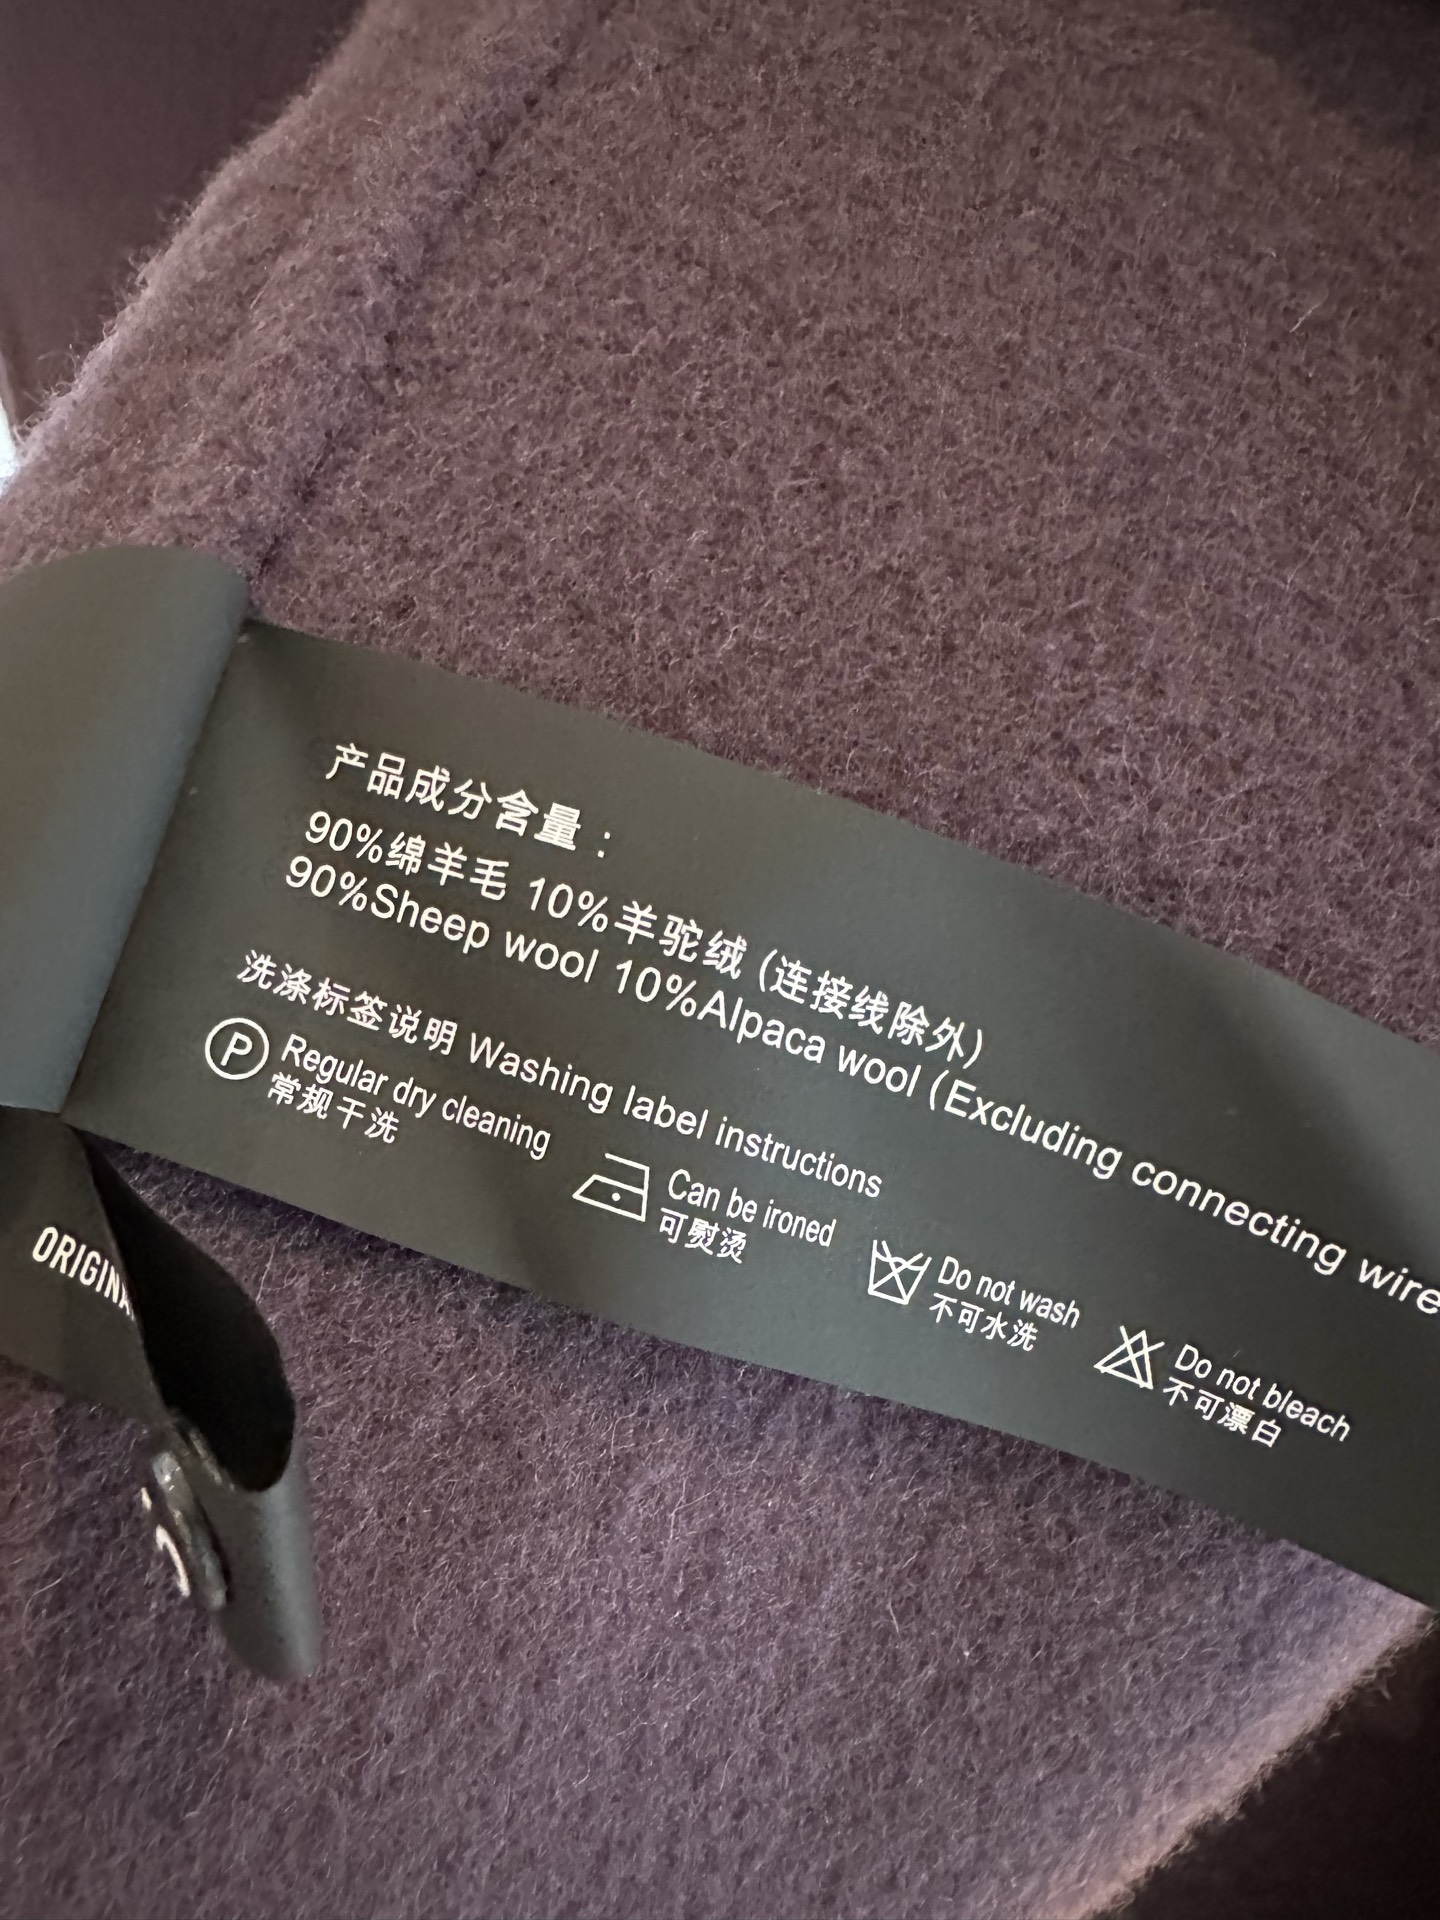 产品成分含量：
90%绵羊毛 10%羊驼绒 (连接线除外)
90%Sheep wool 10%Alpaca wool (Excluding connecting wire
洗涤标签说明 Washing label instructions
P Regular dry cleaning
常规干洗
Can be ironed
可熨烫
Do not wash
不可水洗
Do not bleach
不可漂白